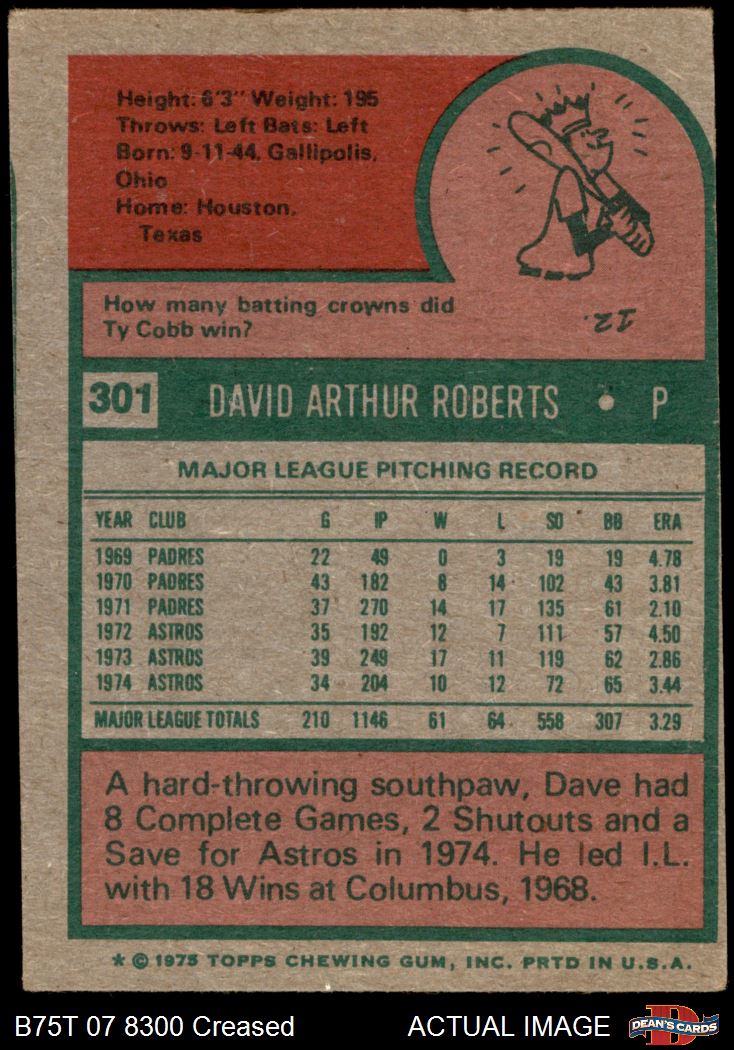 Height: 6'3" Weight: 195
Throws: Left Bats: Left
Born: 9-11-44, Gallipolis,
Ohio
Home: Houston,
Texas
How many batting crowns did
Ty Cobb win?
12.
301 DAVID ARTHUR ROBERTS • P
MAJOR LEAGUE PITCHING RECORD
YEAR CLUB G IP W L SO BB ERA
1969 PADRES 22 49 0 3 19 19 4.78
1970 PADRES 43 182 8 14 102 43 3.81
1971 PADRES 37 270 14 17 135 61 2.10
1972 ASTROS 35 192 12 7 111 57 4.50
1973 ASTROS 39 249 17 11 119 62 2.86
1974 ASTROS 34 204 10 12 72 65 3.44
MAJOR LEAGUE TOTALS 210 1146 61 64 558 307 3.29
A hard-throwing southpaw, Dave had
8 Complete Games, 2 Shutouts and a
Save for Astros in 1974. He led I.L.
with 18 Wins at Columbus, 1968.
* © 1975 TOPPS CHEWING GUM, INC. PRTD IN U.S.A.
B75T 07 8300 Creased ACTUAL IMAGE DEAN'S CARDS